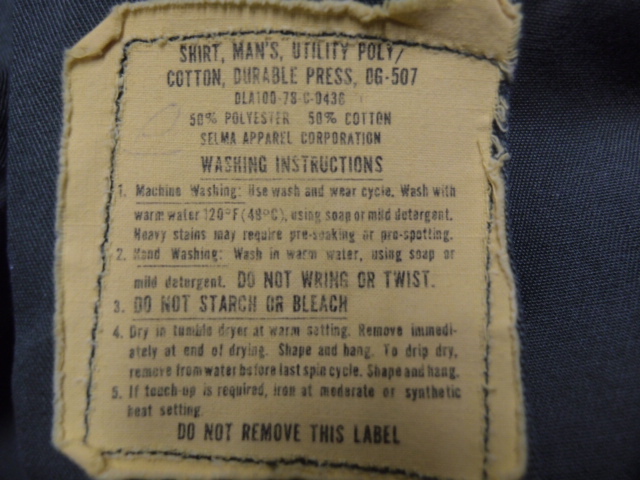 SHIRT, MAN'S, UTILITY POLY/
COTTON, DURABLE PRESS, OG-507
DLA100-78-C-0436
50% POLYESTER 50% COTTON
SELMA APPAREL CORPORATION
WASHING INSTRUCTIONS
1. Machine Washing: Use wash and wear cycle. Wash with
warm water 120°F (49°C), using soap or mild detergent.
Heavy stains may require pre-soaking or pre-spotting.
2. Hand Washing: Wash in warm water, using soap or
mild detergent. DO NOT WRING OR TWIST.
3. DO NOT STARCH OR BLEACH
4. Dry in tumble dryer at warm setting. Remove immedi-
ately at end of drying. Shape and hang. To drip dry,
remove from water before last spin cycle. Shape and hang.
5. If touch-up is required, iron at moderate or synthetic
heat setting.
DO NOT REMOVE THIS LABEL